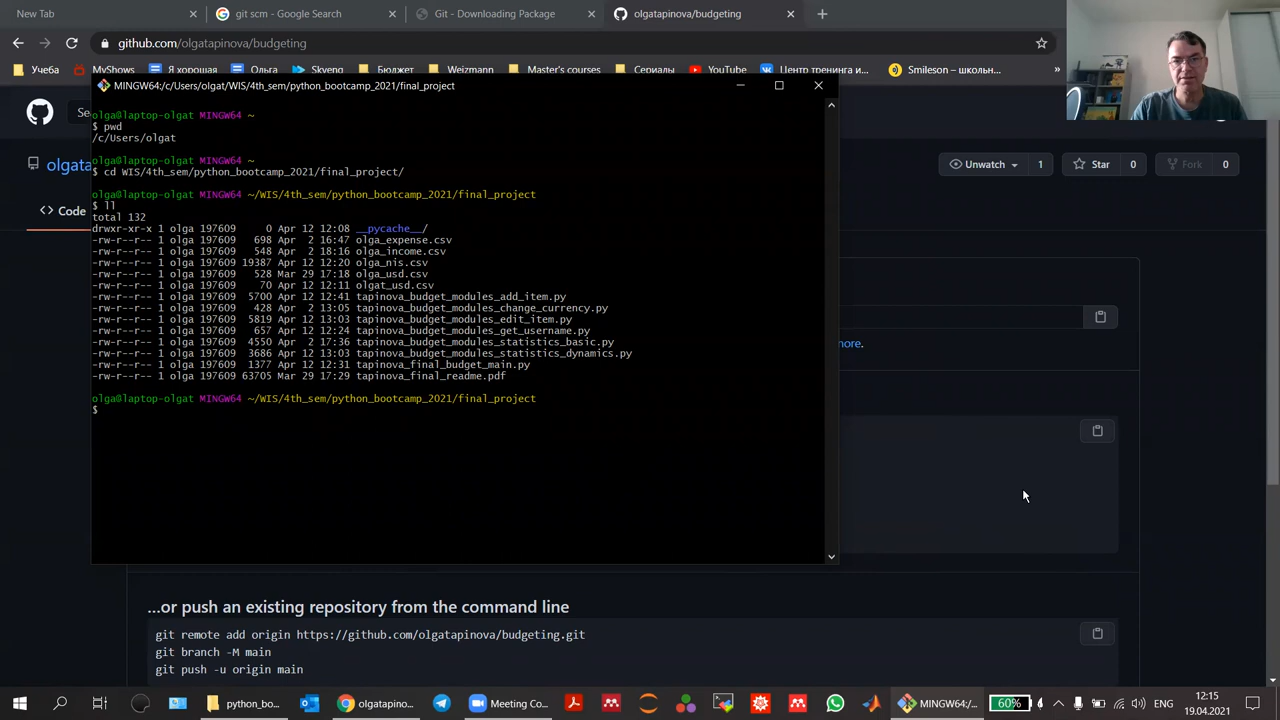 New Tab
git scm - Google Search
Git - Downloading Package
olgatapinova/budgeting
github.com/olgatapinova/budgeting
Учеба
MyShows
Я хорошая
Ольга
Skyeng
Бюджет
Weizmann
Master's courses
Сериалы
YouTube
Центр тренинга и...
Smileson – школьн...
»
MINGW64:/c/Users/olgat/WIS/4th_sem/python_bootcamp_2021/final_project
olga@laptop-olgat MINGW64 ~
$ pwd
/c/Users/olgat
olga@laptop-olgat MINGW64 ~
$ cd WIS/4th_sem/python_bootcamp_2021/final_project/
olga@laptop-olgat MINGW64 ~/WIS/4th_sem/python_bootcamp_2021/final_project
$ ll
total 132
drwxr-xr-x 1 olga 197609 0 Apr 12 12:08 __pycache__/
-rw-r--r-- 1 olga 197609 698 Apr 2 16:47 olga_expense.csv
-rw-r--r-- 1 olga 197609 548 Apr 2 18:16 olga_income.csv
-rw-r--r-- 1 olga 197609 19387 Apr 12 12:20 olga_nis.csv
-rw-r--r-- 1 olga 197609 528 Mar 29 17:18 olga_usd.csv
-rw-r--r-- 1 olga 197609 70 Apr 12 12:11 olgat_usd.csv
-rw-r--r-- 1 olga 197609 5700 Apr 12 12:41 tapinova_budget_modules_add_item.py
-rw-r--r-- 1 olga 197609 428 Apr 2 13:05 tapinova_budget_modules_change_currency.py
-rw-r--r-- 1 olga 197609 5819 Apr 12 13:03 tapinova_budget_modules_edit_item.py
-rw-r--r-- 1 olga 197609 657 Apr 12 12:24 tapinova_budget_modules_get_username.py
-rw-r--r-- 1 olga 197609 4550 Apr 2 17:36 tapinova_budget_modules_statistics_basic.py
-rw-r--r-- 1 olga 197609 3686 Apr 12 13:03 tapinova_budget_modules_statistics_dynamics.py
-rw-r--r-- 1 olga 197609 1377 Apr 12 12:31 tapinova_final_budget_main.py
-rw-r--r-- 1 olga 197609 63705 Mar 29 17:29 tapinova_final_readme.pdf
olga@laptop-olgat MINGW64 ~/WIS/4th_sem/python_bootcamp_2021/final_project
$
Se
olgata
Unwatch
1
Star
0
Fork
0
<> Code
ore.
...or push an existing repository from the command line
git remote add origin https://github.com/olgatapinova/budgeting.git
git branch -M main
git push -u origin main
python_bo...
olgatapino...
Meeting Co...
MINGW64:/...
60%
ENG
12:15
19.04.2021